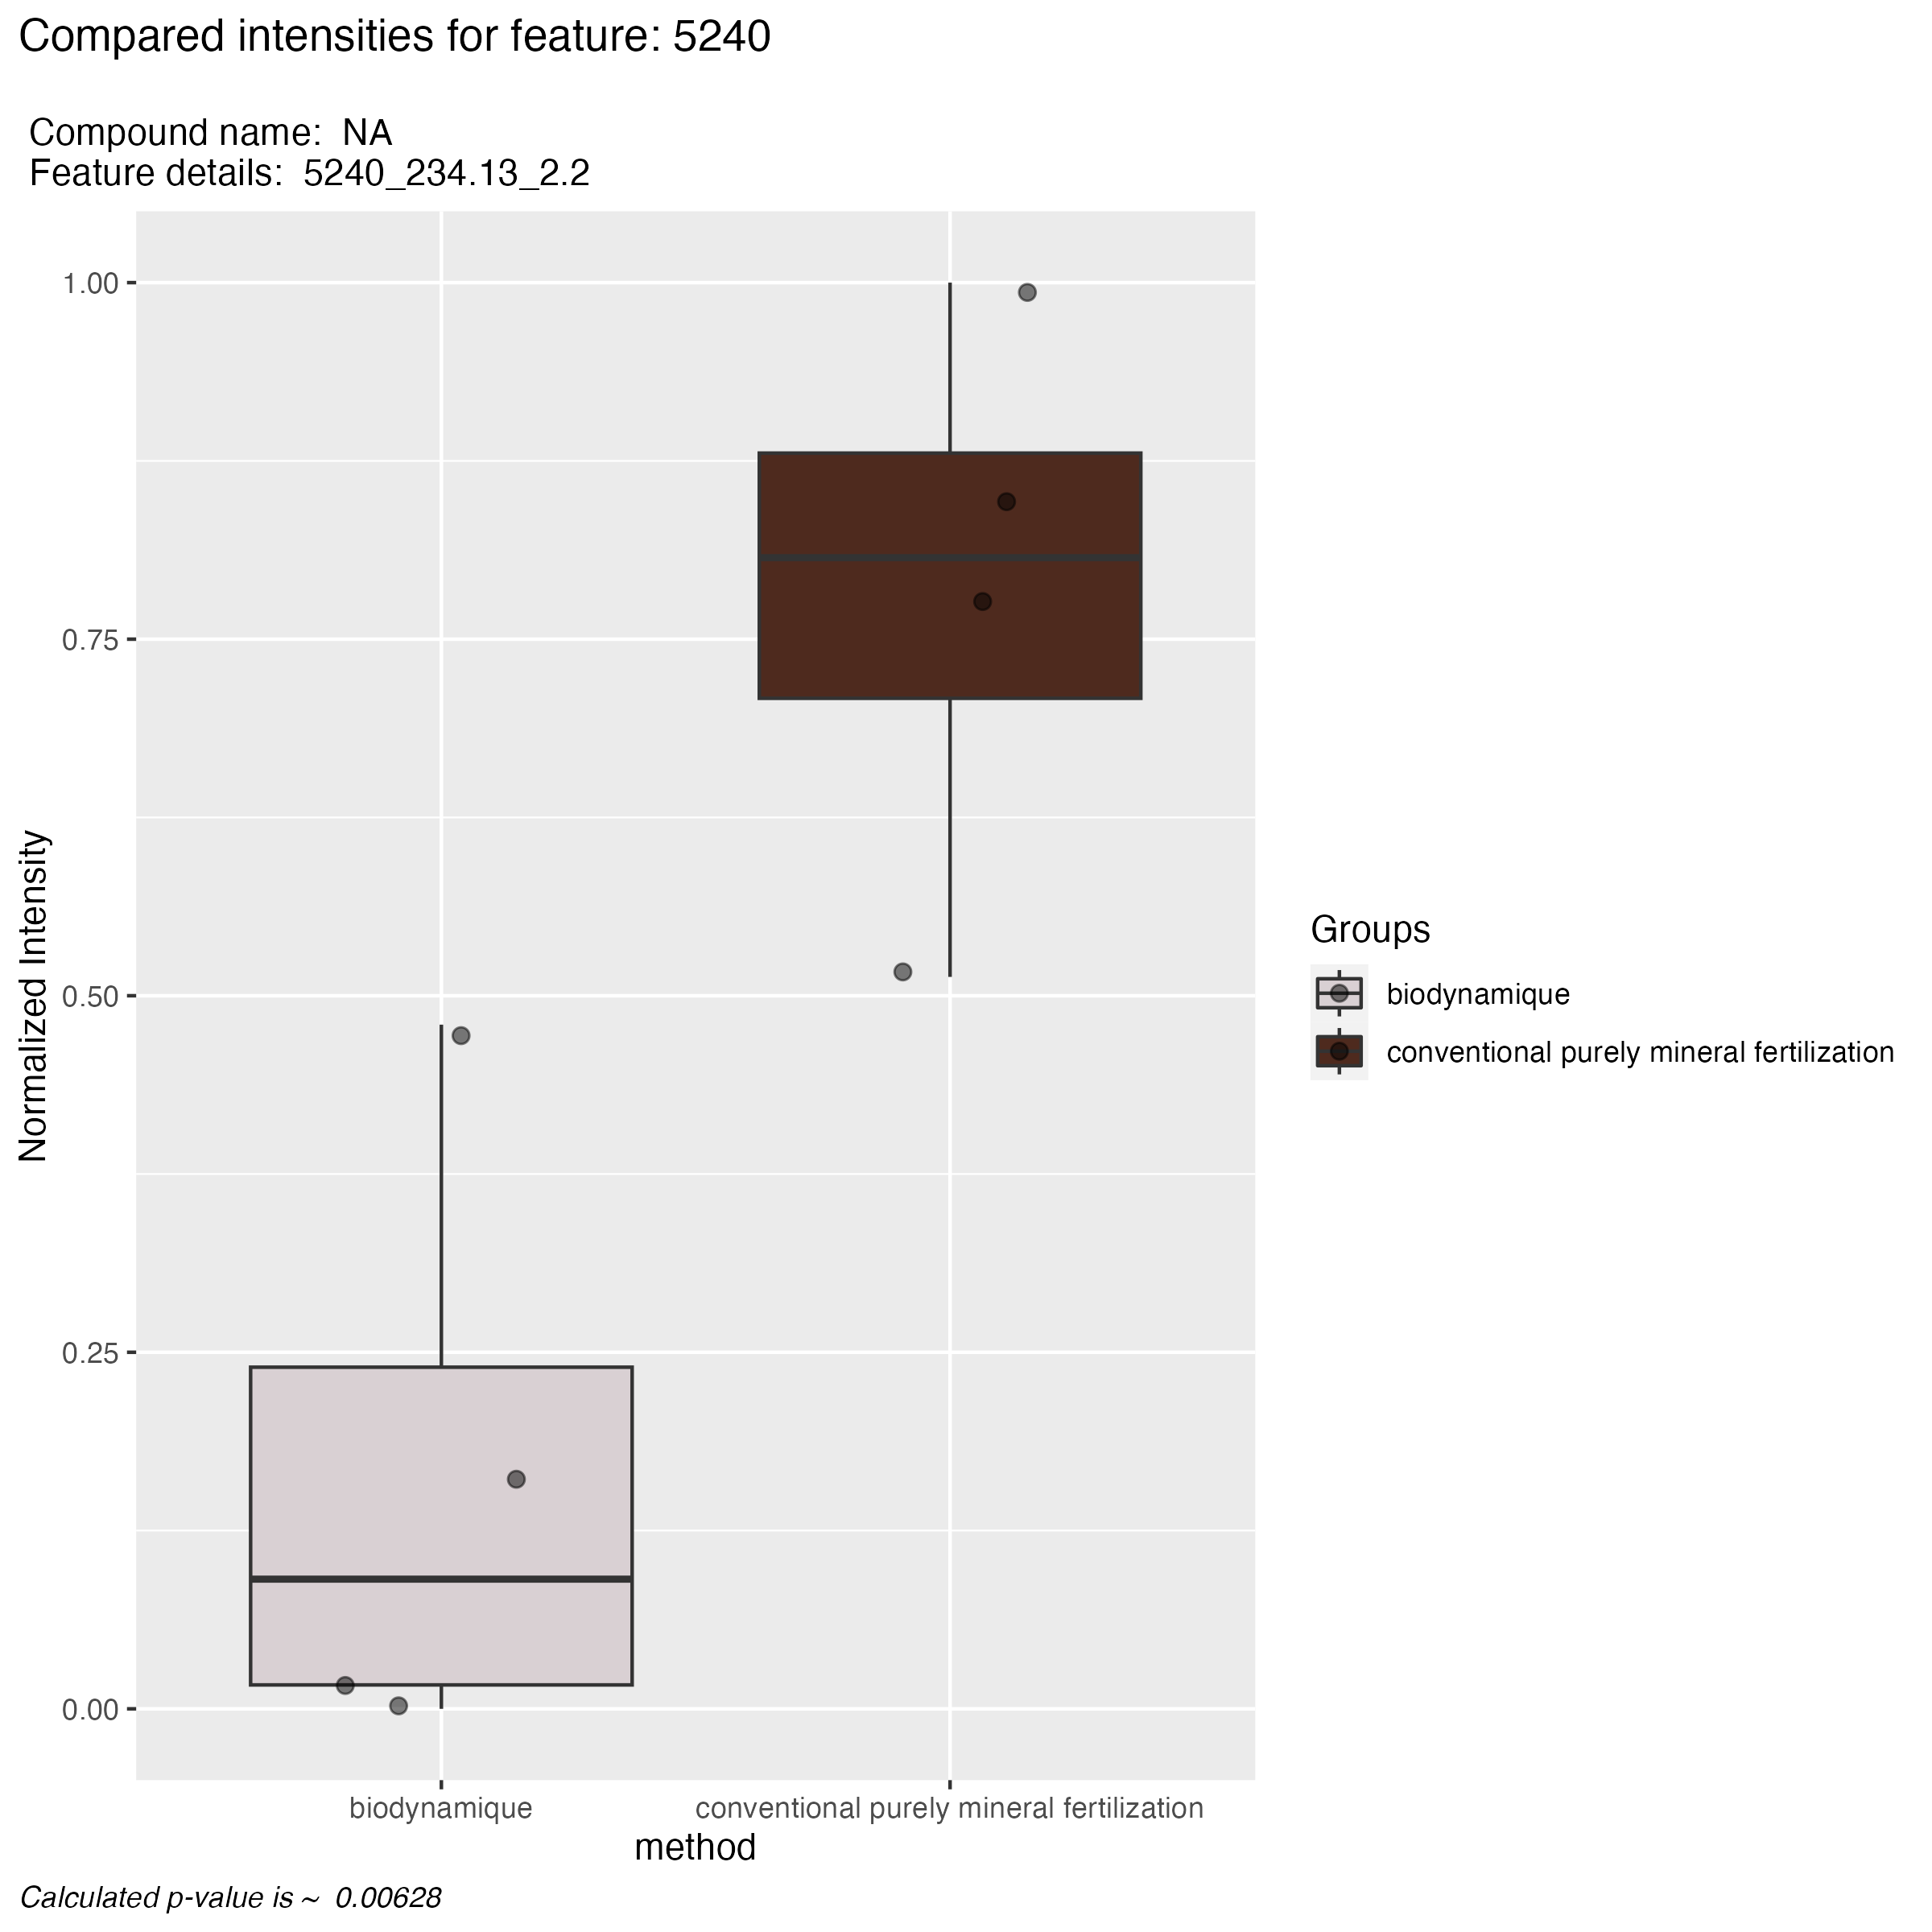 Compared intensities for feature: 5240
Compound name:  NA
Feature details:  5240_234.13_2.2
1.00
0.75
0.50
0.25
0.00
Normalized Intensity
biodynamique
conventional purely mineral fertilization
method
Groups
biodynamique
conventional purely mineral fertilization
Calculated p-value is ~  0.00628